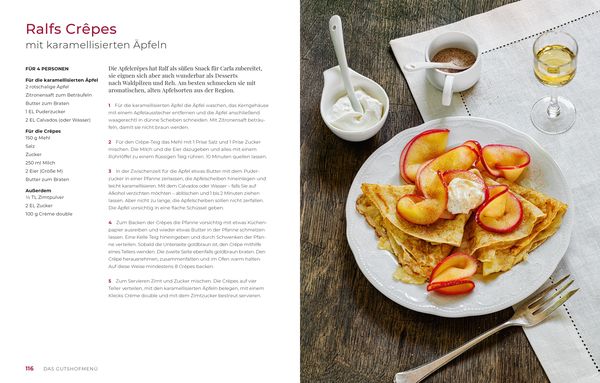 Ralfs Crêpes
mit karamellisierten Äpfeln
FÜR 4 PERSONEN
Für die karamellisierten Äpfel
2 rotschalige Äpfel
Zitronensaft zum Beträufeln
Butter zum Braten
1 EL Puderzucker
2 EL Calvados (oder Wasser)
Für die Crêpes
150 g Mehl
Salz
Zucker
250 ml Milch
2 Eier (Größe M)
Butter zum Braten
Außerdem
½ TL Zimtpulver
2 EL Zucker
100 g Crème double
Die Apfelcrêpes hat Ralf als süßen Snack für Carla zubereitet,
sie eignen sich aber auch wunderbar als Desserts
nach Waldpilzen und Reh. Am besten schmecken sie mit
aromatischen, alten Apfelsorten aus der Region.
1 Für die karamellisierten Äpfel die Äpfel waschen, das Kerngehäuse
mit einem Apfelausstecher entfernen und die Äpfel anschließend
waagerecht in dünne Scheiben schneiden. Mit Zitronensaft beträu-
feln, damit sie nicht braun werden.
2 Für den Crêpe-Teig das Mehl mit 1 Prise Salz und 1 Prise Zucker
mischen. Die Milch und die Eier dazugeben und alles mit einem
Rührlöffel zu einem flüssigen Teig rühren. 10 Minuten quellen lassen.
3 In der Zwischenzeit für die Äpfel etwas Butter mit dem Puder-
zucker in einer Pfanne zerlassen, die Apfelscheiben hineinlegen und
leicht karamellisieren. Mit dem Calvados oder Wasser – falls Sie auf
Alkohol verzichten möchten – ablöschen und 1 bis 2 Minuten ziehen
lassen. Aber nicht zu lange, die Apfelscheiben sollen nicht zerfallen.
Die Äpfel vorsichtig in eine flache Schüssel geben.
4 Zum Backen der Crêpes die Pfanne vorsichtig mit etwas Küchen-
papier ausreiben und wieder etwas Butter in der Pfanne schmelzen
lassen. Eine Kelle Teig hineingeben und durch Schwenken der Pfan-
ne verteilen. Sobald die Unterseite goldbraun ist, den Crêpe mithilfe
eines Tellers wenden. Die zweite Seite ebenfalls goldbraun braten. Den
Crêpe herausnehmen, zusammenfalten und im Ofen warm halten.
Auf diese Weise mindestens 8 Crêpes backen.
5 Zum Servieren Zimt und Zucker mischen. Die Crêpes auf vier
Teller verteilen, mit den karamellisierten Äpfeln belegen, mit einem
Klecks Crème double und mit dem Zimtzucker bestreut servieren.
116 DAS GUTSHOFMENÜ